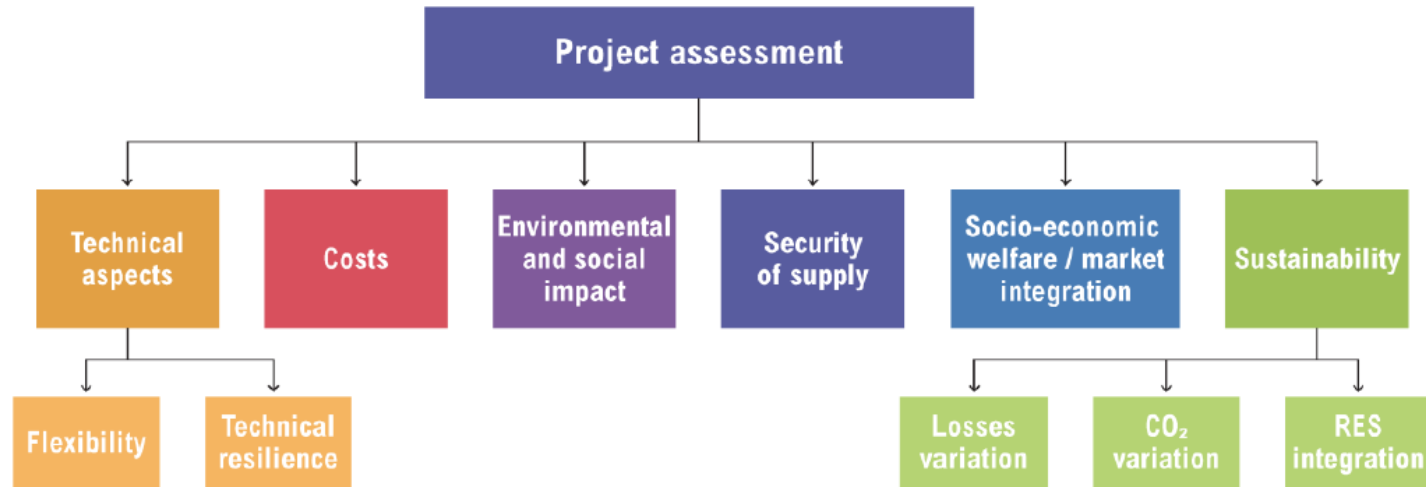 Project assessment
Technical
aspects
Costs
Environmental
and social
impact
Security
of supply
Socio-economic
welfare / market
integration
Sustainability
Flexibility
Technical
resilience
Losses
variation
CO₂
variation
RES
integration